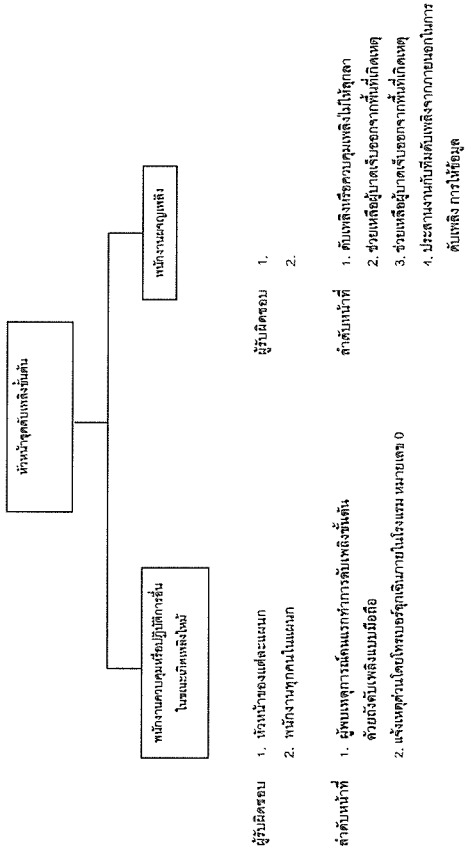 หัวหน้าชุดดับเพลิงขั้นต้น
พนักงานควบคุมหรือปฏิบัติการอื่น
ในขณะเกิดเพลิงไหม้
พนักงานผจญเพลิง
ผู้รับผิดชอบ 1. หัวหน้าของแต่ละแผนก
2. พนักงานทุกคนในแผนก
ลำดับหน้าที่ 1. ผู้พบเหตุการณ์คนแรกทำการดับเพลิงขั้นต้น
ด้วยถังดับเพลิงแบบมือถือ
2. แจ้งเหตุด่วนโดยโทรเบอร์ฉุกเฉินภายในโรงแรม หมายเลข 0
ผู้รับผิดชอบ 1.
2.
ลำดับหน้าที่ 1. ดับเพลิงหรือควบคุมเพลิงไม่ให้ลุกลา
2. ช่วยเหลือผู้บาดเจ็บออกจากพื้นที่เกิดเหตุ
3. ช่วยเหลือผู้บาดเจ็บออกจากพื้นที่เกิดเหตุ
4. ประสานงานกับทีมดับเพลิงจากภายนอกในการ
ดับเพลิง การให้ข้อมูล